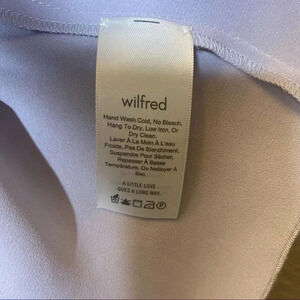 wilfred
Hand Wash Cold, No Bleach,
Hang To Dry, Low Iron, Or
Dry Clean.
Laver À La Main À L'eau
Froide, Pas De Blanchiment,
Suspendre Pour Sécher,
Repasser À Basse
Température, Ou Nettoyer À
Sec.
A LITTLE LOVE
GOES A LONG WAY.